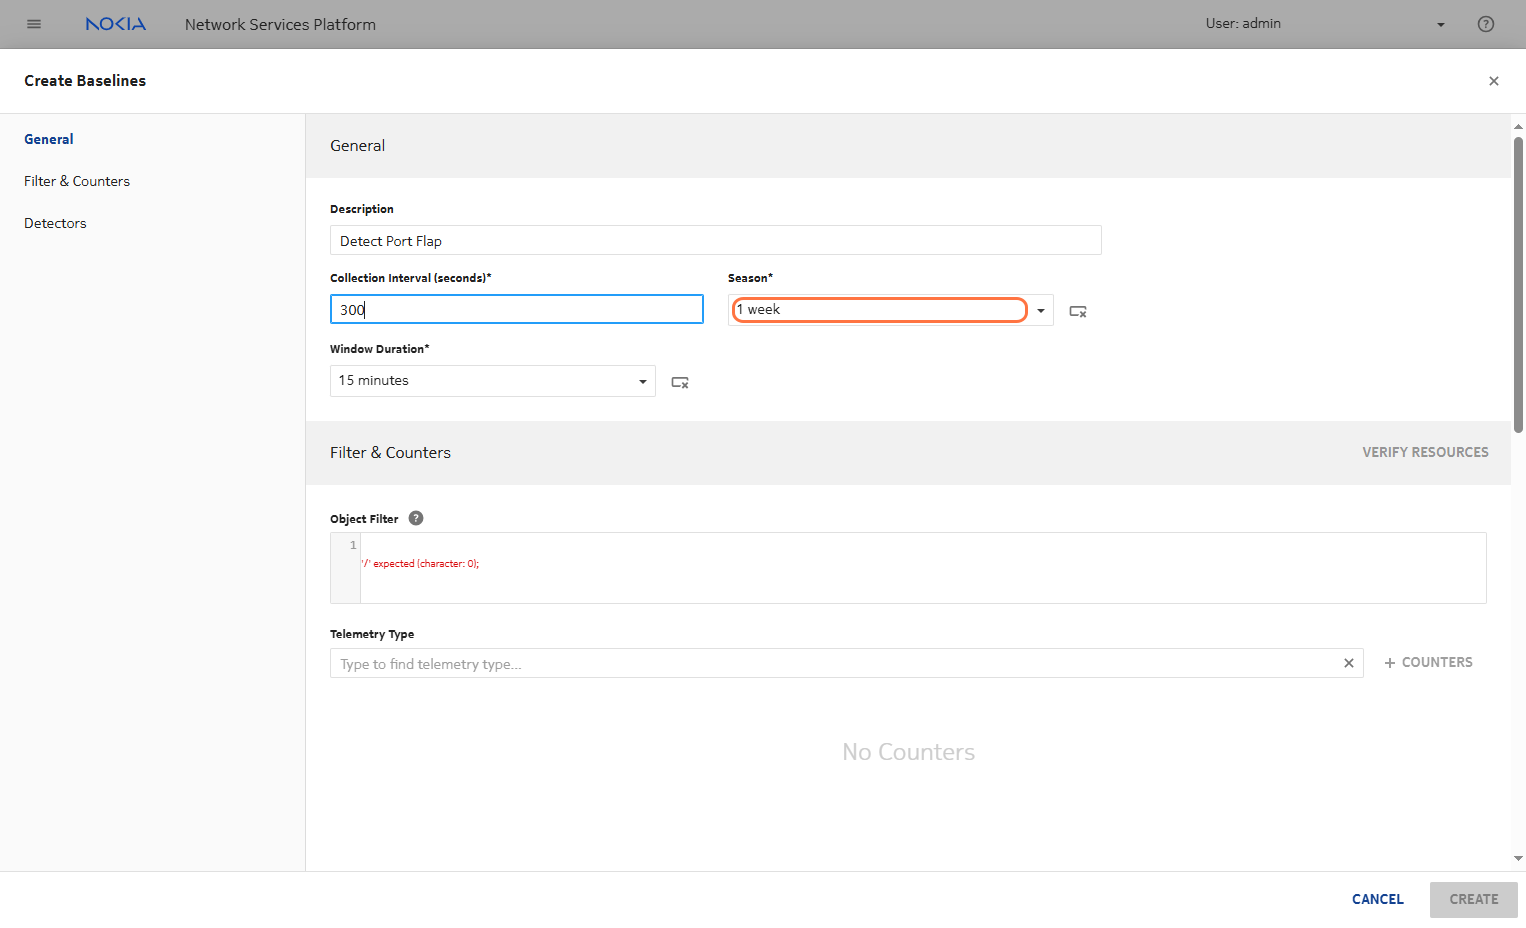 NOKIA Network Services Platform User: admin
Create Baselines
General
Filter & Counters
Detectors
General
Description
Detect Port Flap
Collection Interval (seconds)* Season*
300 1 week
Window Duration*
15 minutes
Filter & Counters VERIFY RESOURCES
Object Filter ?
1
'/' expected (character: 0);
Telemetry Type
Type to find telemetry type... + COUNTERS
No Counters
CANCEL CREATE